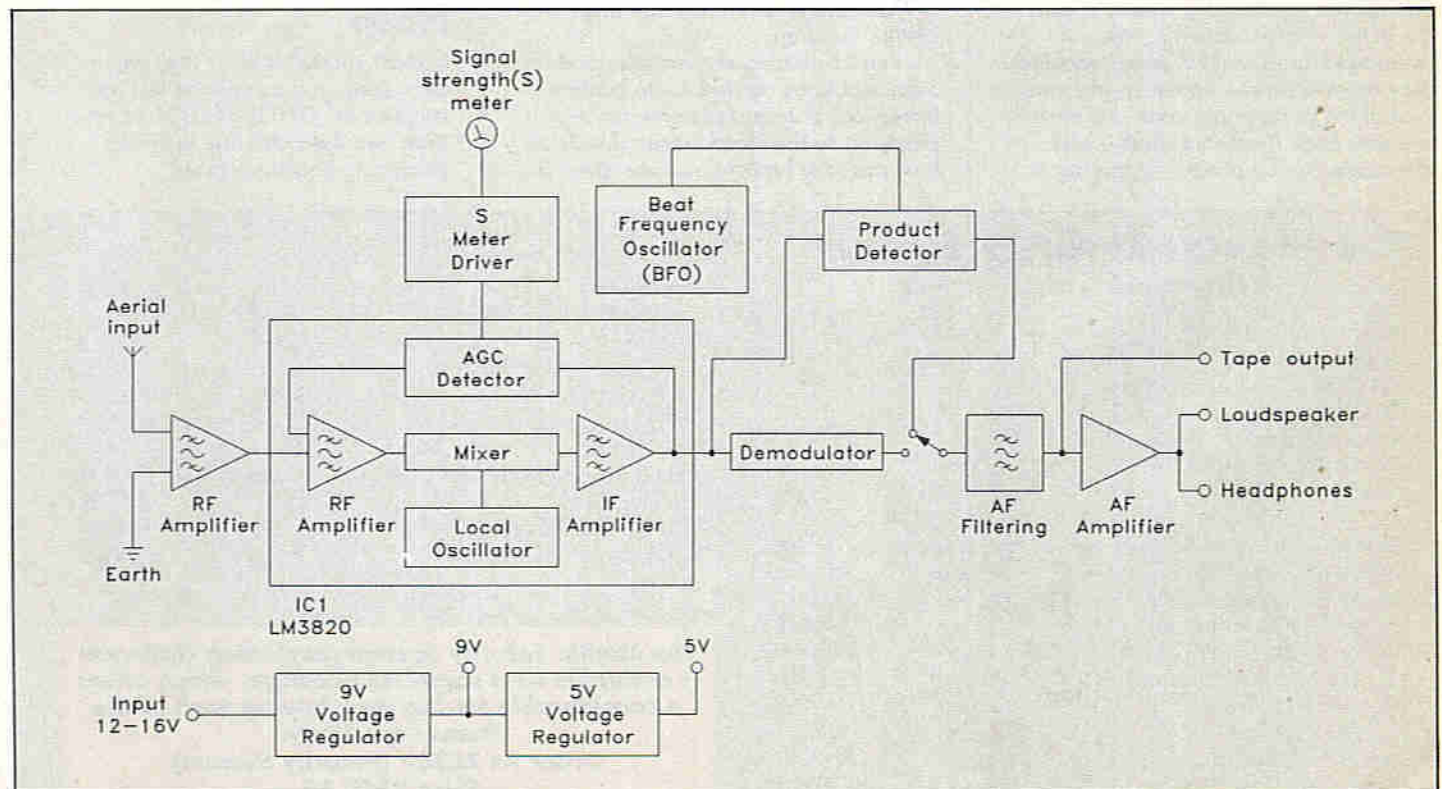 Signal
strength(S)
meter
S
Meter
Driver
Beat
Frequency
Oscillator
(BFO)
Product
Detector
Aerial
input
AGC
Detector
Tape output
Loudspeaker
Mixer
Demodulator
Headphones
RF
Amplifier
RF
Amplifier
Local
Oscillator
IF
Amplifier
AF
Filtering
AF
Amplifier
Earth
IC1
LM3820
9V
5V
Input
12-16V
9V
Voltage
Regulator
5V
Voltage
Regulator